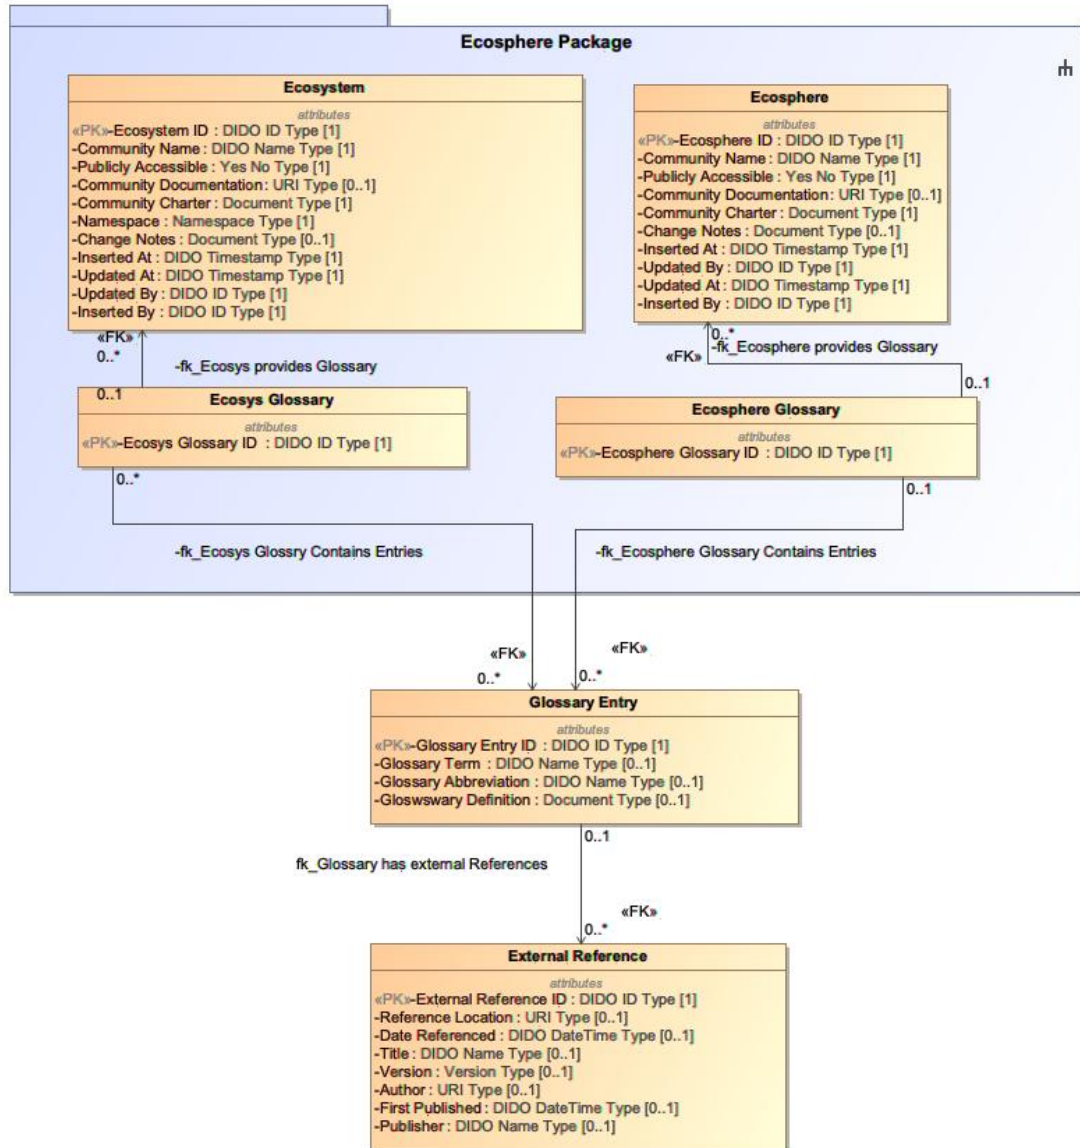 Ecosphere Package
Ecosystem
attributes
«PK»-Ecosystem ID : DIDO ID Type [1]
-Community Name : DIDO Name Type [1]
-Publicly Accessible : Yes No Type [1]
-Community Documentation : URI Type [0..1]
-Community Charter : Document Type [1]
-Namespace : Namespace Type [1]
-Change Notes : Document Type [0..1]
-Inserted At : DIDO Timestamp Type [1]
-Updated At : DIDO Timestamp Type [1]
-Updated By : DIDO ID Type [1]
-Inserted By : DIDO ID Type [1]
Ecosphere
attributes
«PK»-Ecosphere ID : DIDO ID Type [1]
-Community Name : DIDO Name Type [1]
-Publicly Accessible : Yes No Type [1]
-Community Documentation : URI Type [0..1]
-Community Charter : Document Type [1]
-Change Notes : Document Type [0..1]
-Inserted At : DIDO Timestamp Type [1]
-Updated By : DIDO ID Type [1]
-Updated At : DIDO Timestamp Type [1]
-Inserted By : DIDO ID Type [1]
«FK»
0..*
-fk_Ecosys provides Glossary
0..1
0..*
-fk_Ecosphere provides Glossary
«FK»
0..1
Ecosys Glossary
attributes
«PK»-Ecosys Glossary ID : DIDO ID Type [1]
Ecosphere Glossary
attributes
«PK»-Ecosphere Glossary ID : DIDO ID Type [1]
0..*
0..1
-fk_Ecosys Glossry Contains Entries
-fk_Ecosphere Glossary Contains Entries
«FK»
«FK»
0..*
0..*
Glossary Entry
attributes
«PK»-Glossary Entry ID : DIDO ID Type [1]
-Glossary Term : DIDO Name Type [0..1]
-Glossary Abbreviation : DIDO Name Type [0..1]
-Gloswswary Definition : Document Type [0..1]
0..1
fk_Glossary has external References
«FK»
0..*
External Reference
attributes
«PK»-External Reference ID : DIDO ID Type [1]
-Reference Location : URI Type [0..1]
-Date Referenced : DIDO DateTime Type [0..1]
-Title : DIDO Name Type [0..1]
-Version : Version Type [0..1]
-Author : URI Type [0..1]
-First Published : DIDO DateTime Type [0..1]
-Publisher : DIDO Name Type [0..1]